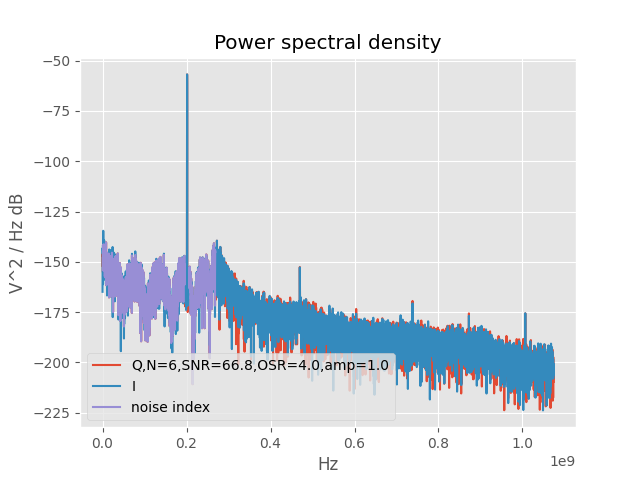 Power spectral density
V^2 / Hz dB
−50
−75
−100
−125
−150
−175
−200
−225
Q,N=6,SNR=66.8,OSR=4.0,amp=1.0
I
noise index
0.0 0.2 0.4 0.6 0.8 1.0
1e9
Hz